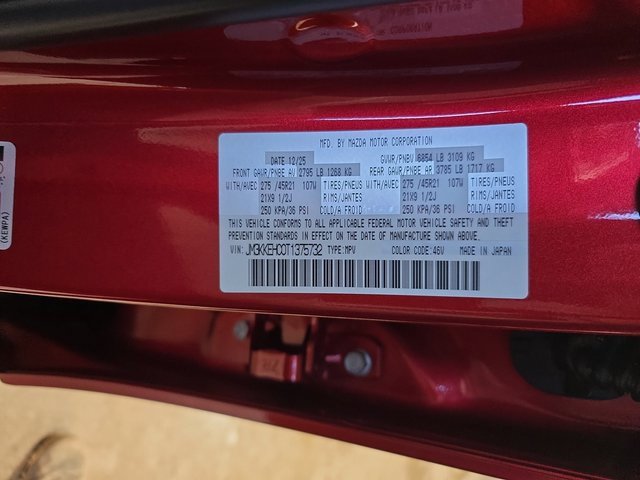 MFD. BY MAZDA MOTOR CORPORATION
DATE 12/25 GVWR/PNBV 6854 LB 3109 KG
FRONT GAWR/PNBE AV 2795 LB 1268 KG REAR GAWR/PNBE AR 3785 LB 1717 KG
WITH/AVEC 275 /45R21 107W TIRES/PNEUS WITH/AVEC 275 /45R21 107W TIRES/PNEUS
21X9 1/2J RIMS/JANTES 21X9 1/2J RIMS/JANTES
250 KPA/36 PSI COLD/A FROID 250 KPA/36 PSI COLD/A FROID
THIS VEHICLE CONFORMS TO ALL APPLICABLE FEDERAL MOTOR VEHICLE SAFETY AND THEFT
PREVENTION STANDARDS IN EFFECT ON THE DATE OF MANUFACTURE SHOWN ABOVE.
VIN: JM3KKEHC0T1375732 TYPE:MPV COLOR CODE:46V MADE IN JAPAN
(KEWPA)